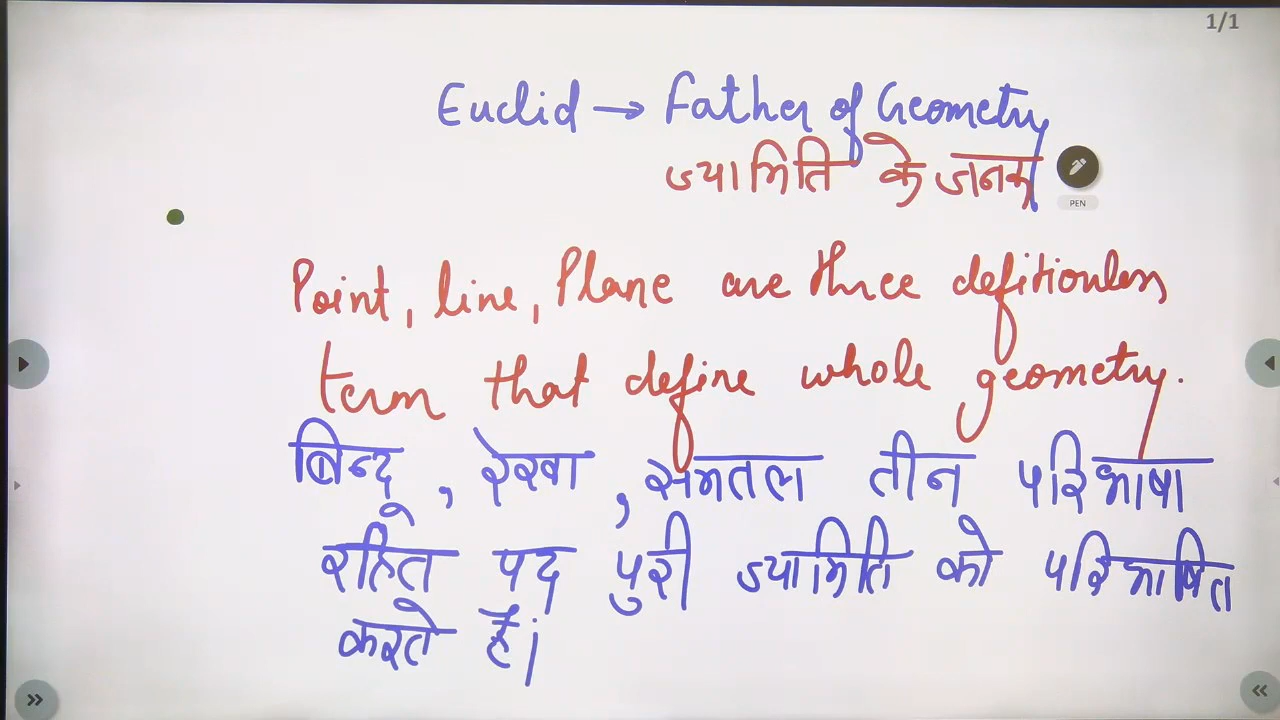 1/1
Euclid → Father of Geometry
ज्यामिति के जनक
PEN
Point, line, Plane are three defitionless
term that define whole geometry.
बिन्दू, रेखा, समतल तीन परिभाषा
रहित पद पुरी ज्यामिति को परिभाषित
करते हैं।